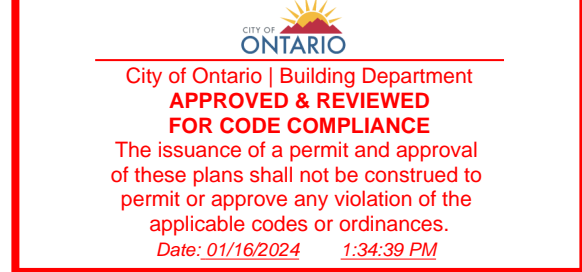 CITY OF
ONTARIO
City of Ontario | Building Department
APPROVED & REVIEWED
FOR CODE COMPLIANCE
The issuance of a permit and approval
of these plans shall not be construed to
permit or approve any violation of the
applicable codes or ordinances.
Date: 01/16/2024 1:34:39 PM